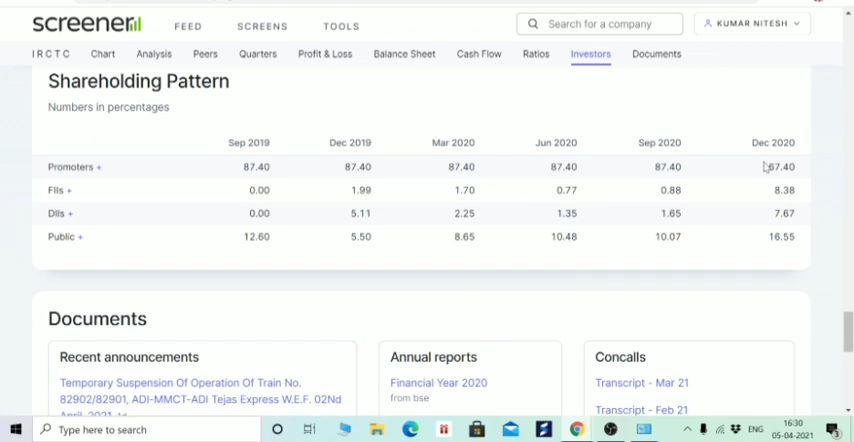 screener
FEED SCREENS TOOLS
Search for a company
KUMAR NITESH
IRCTC Chart Analysis Peers Quarters Profit & Loss Balance Sheet Cash Flow Ratios Investors Documents
Shareholding Pattern
Numbers in percentages
Sep 2019 Dec 2019 Mar 2020 Jun 2020 Sep 2020 Dec 2020
Promoters + 87.40 87.40 87.40 87.40 87.40 67.40
FIIs + 0.00 1.99 1.70 0.77 0.88 8.38
DIIs + 0.00 5.11 2.25 1.35 1.65 7.67
Public + 12.60 5.50 8.65 10.48 10.07 16.55
Documents
Recent announcements
Temporary Suspension Of Operation Of Train No.
82902/82901, ADI-MMCT-ADI Tejas Express W.E.F. 02Nd
April, 2021
Annual reports
Financial Year 2020
from bse
Concalls
Transcript - Mar 21
Transcript - Feb 21
Type here to search
ENG
16:30
05-04-2021
3